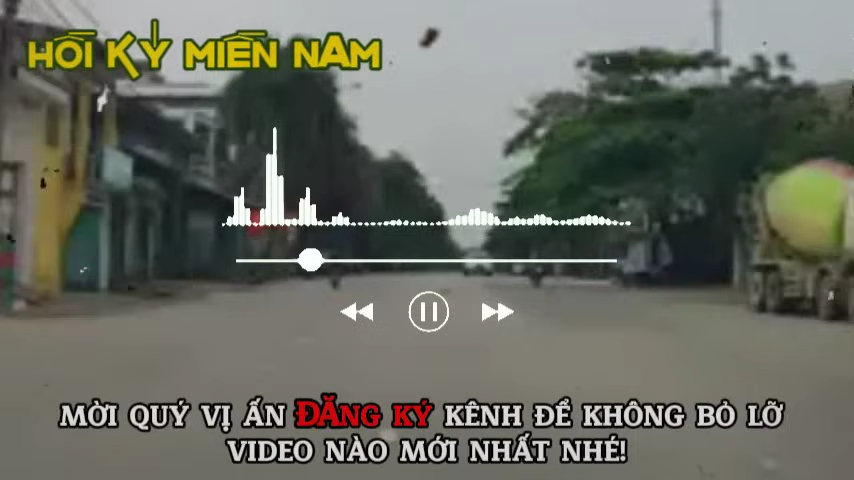 HỒI KÝ MIỀN NAM
MỜI QUÝ VỊ ẤN ĐĂNG KÝ KÊNH ĐỂ KHÔNG BỎ LỠ
VIDEO NÀO MỚI NHẤT NHÉ!